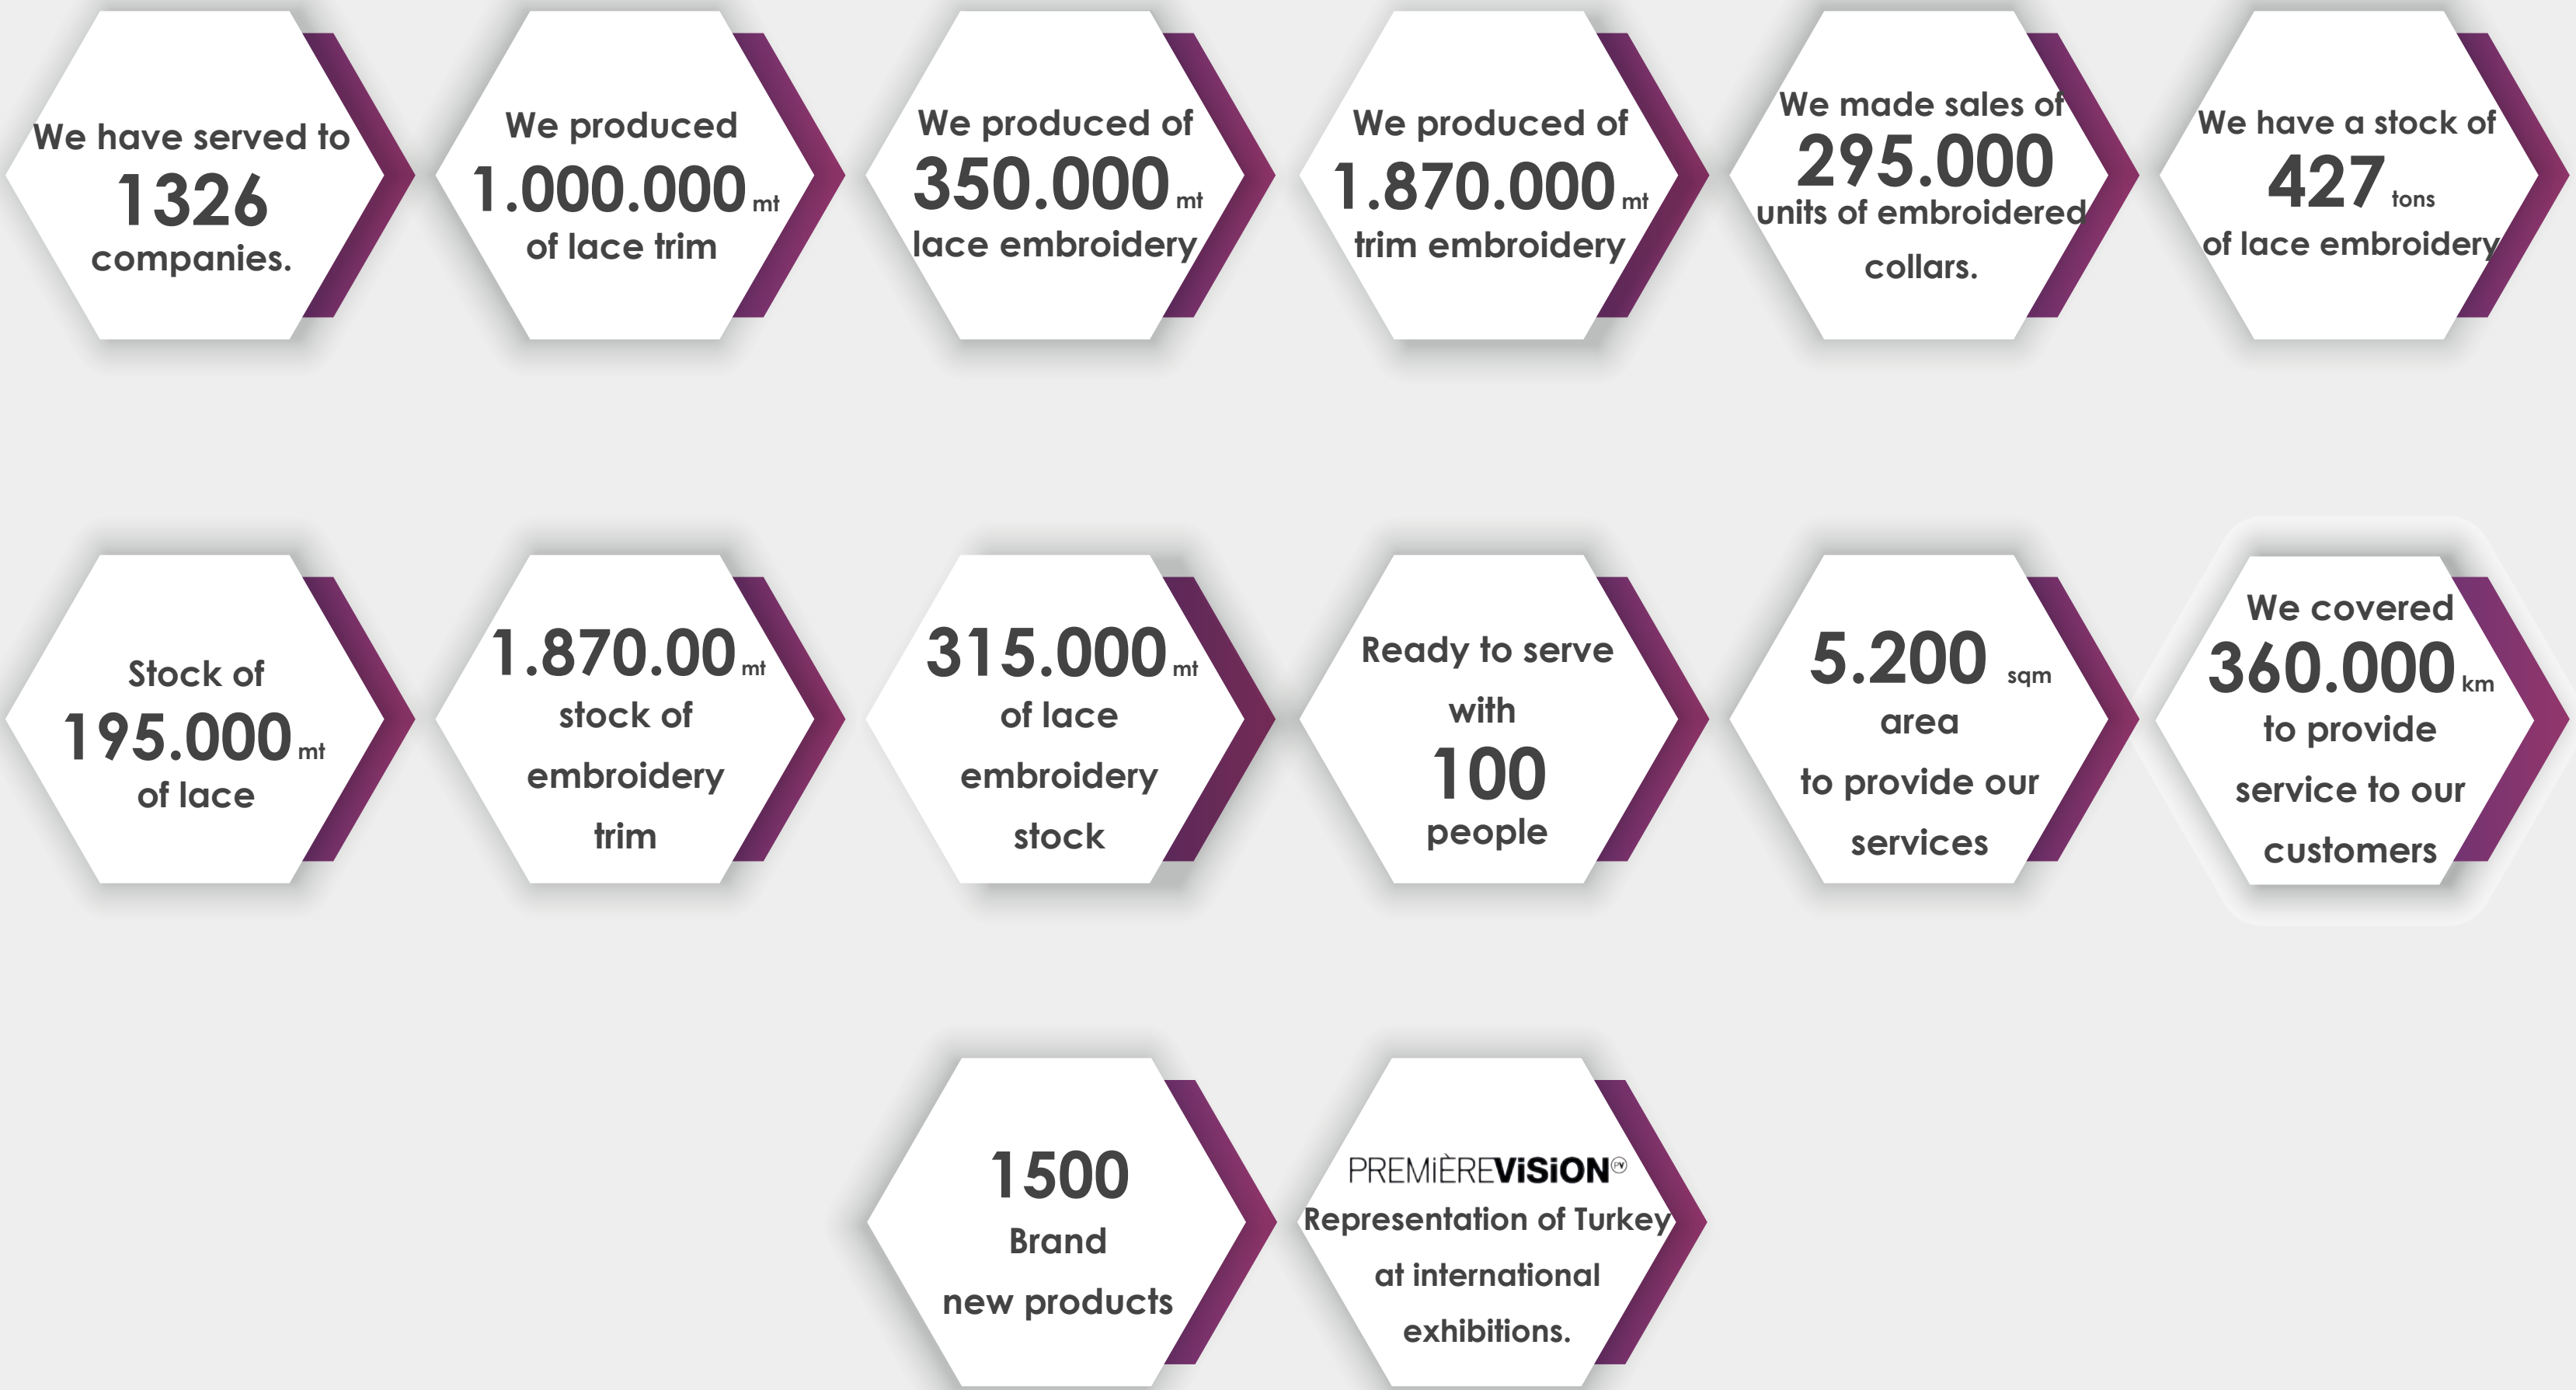 We have served to
1326
companies.
We produced
1.000.000 mt
of lace trim
We produced of
350.000 mt
lace embroidery
We produced of
1.870.000 mt
trim embroidery
We made sales of
295.000
units of embroidered
collars.
We have a stock of
427 tons
of lace embroidery
Stock of
195.000 mt
of lace
1.870.00 mt
stock of
embroidery
trim
315.000 mt
of lace
embroidery
stock
Ready to serve
with
100
people
5.200 sqm
area
to provide our
services
We covered
360.000 km
to provide
service to our
customers
1500
Brand
new products
PREMIÈREViSiON PV
Representation of Turkey
at international
exhibitions.